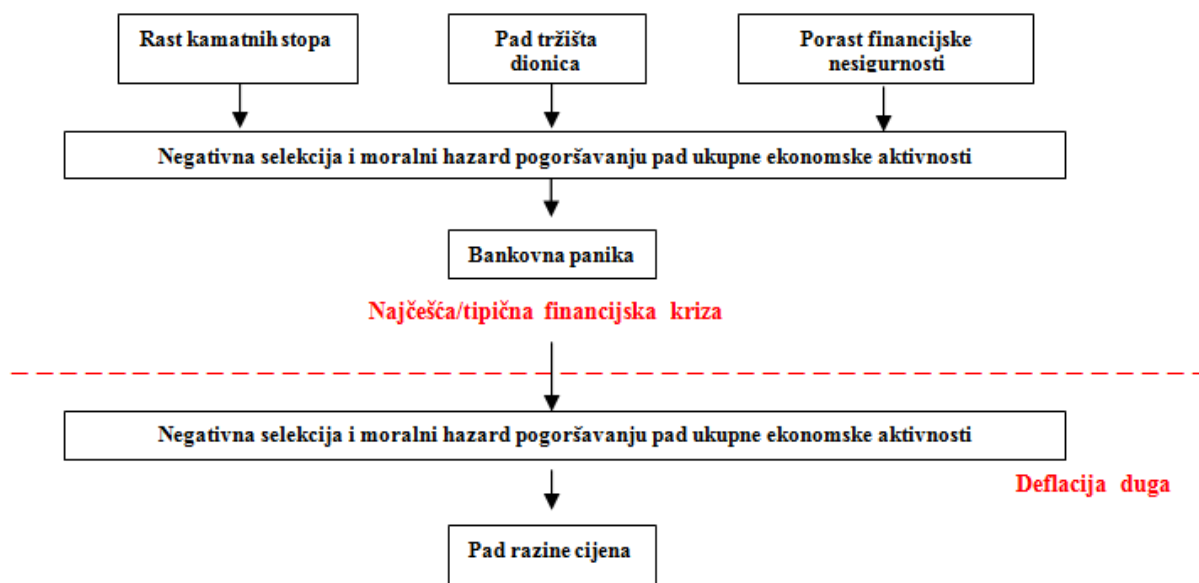 Rast kamatnih stopa
Pad tržišta
dionica
Porast financijske
nesigurnosti
Negativna selekcija i moralni hazard pogoršavanju pad ukupne ekonomske aktivnosti
Bankovna panika
Najčešća/tipična financijska kriza
Negativna selekcija i moralni hazard pogoršavanju pad ukupne ekonomske aktivnosti
Deflacija duga
Pad razine cijena